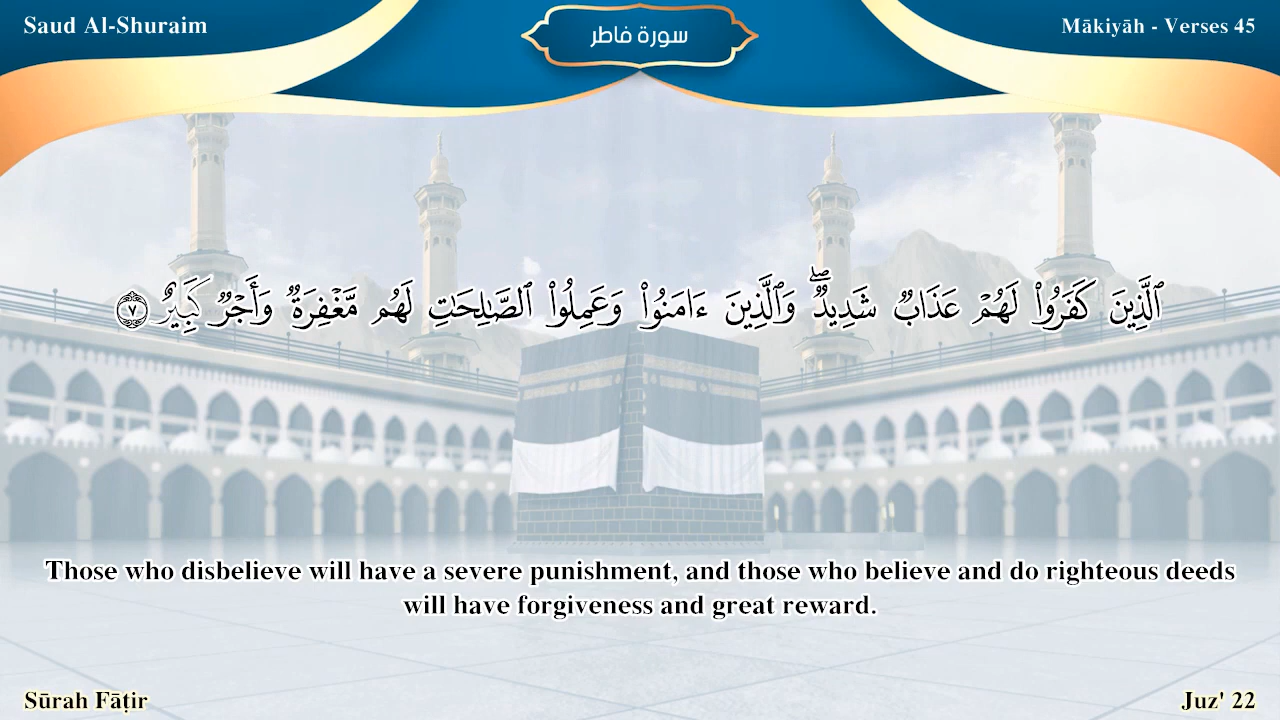 Saud Al-Shuraim
سورة فاطر
Mākiyāh - Verses 45
ٱلَّذِينَ كَفَرُوا۟ لَهُمْ عَذَابٌ شَدِيدٌ ۖ وَٱلَّذِينَ ءَامَنُوا۟ وَعَمِلُوا۟ ٱلصَّـٰلِحَـٰتِ لَهُم مَّغْفِرَةٌ وَأَجْرٌ كَبِيرٌ ٧
Those who disbelieve will have a severe punishment, and those who believe and do righteous deeds
will have forgiveness and great reward.
Sūrah Fāṭir
Juz' 22